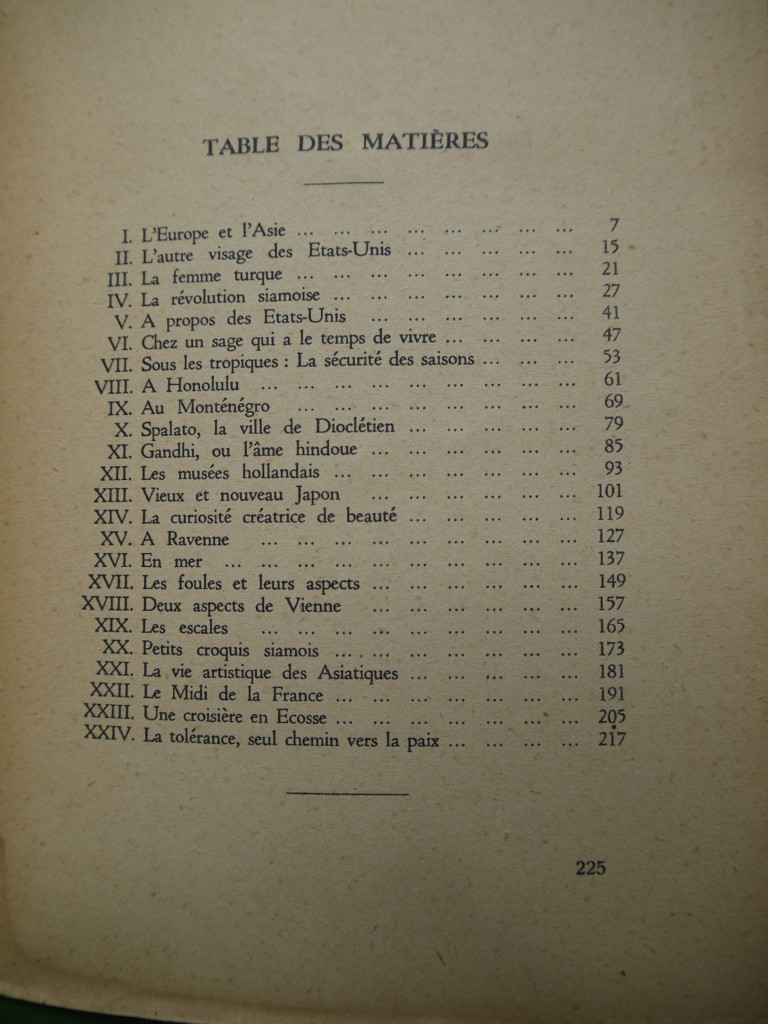 TABLE DES MATIÈRES
I. L'Europe et l'Asie ... ... ... ... ... ... ... ... 7
II. L'autre visage des Etats-Unis ... ... ... ... ... 15
III. La femme turque ... ... ... ... ... ... ... ... 21
IV. La révolution siamoise ... ... ... ... ... ... ... 27
V. A propos des Etats-Unis ... ... ... ... ... ... 41
VI. Chez un sage qui a le temps de vivre ... ... ... ... 47
VII. Sous les tropiques : La sécurité des saisons ... ... ... 53
VIII. A Honolulu ... ... ... ... ... ... ... ... ... 61
IX. Au Monténégro ... ... ... ... ... ... ... ... 69
X. Spalato, la ville de Dioclétien ... ... ... ... ... 79
XI. Gandhi, ou l'âme hindoue ... ... ... ... ... ... 85
XII. Les musées hollandais ... ... ... ... ... ... ... 93
XIII. Vieux et nouveau Japon ... ... ... ... ... ... 101
XIV. La curiosité créatrice de beauté ... ... ... ... ... 119
XV. A Ravenne ... ... ... ... ... ... ... ... ... 127
XVI. En mer ... ... ... ... ... ... ... ... ... ... 137
XVII. Les foules et leurs aspects ... ... ... ... ... ... 149
XVIII. Deux aspects de Vienne ... ... ... ... ... ... 157
XIX. Les escales ... ... ... ... ... ... ... ... ... 165
XX. Petits croquis siamois ... ... ... ... ... ... ... 173
XXI. La vie artistique des Asiatiques ... ... ... ... ... 181
XXII. Le Midi de la France ... ... ... ... ... ... ... 191
XXIII. Une croisière en Ecosse ... ... ... ... ... ... ... 205
XXIV. La tolérance, seul chemin vers la paix ... ... ... ... 217
225